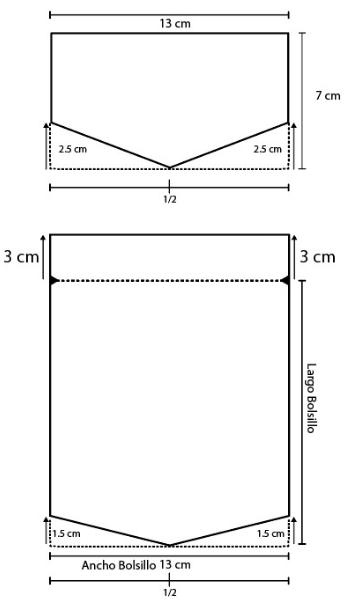 13 cm
7 cm
2.5 cm
2.5 cm
1/2
3 cm
3 cm
Largo Bolsillo
1.5 cm
1.5 cm
Ancho Bolsillo 13 cm
1/2